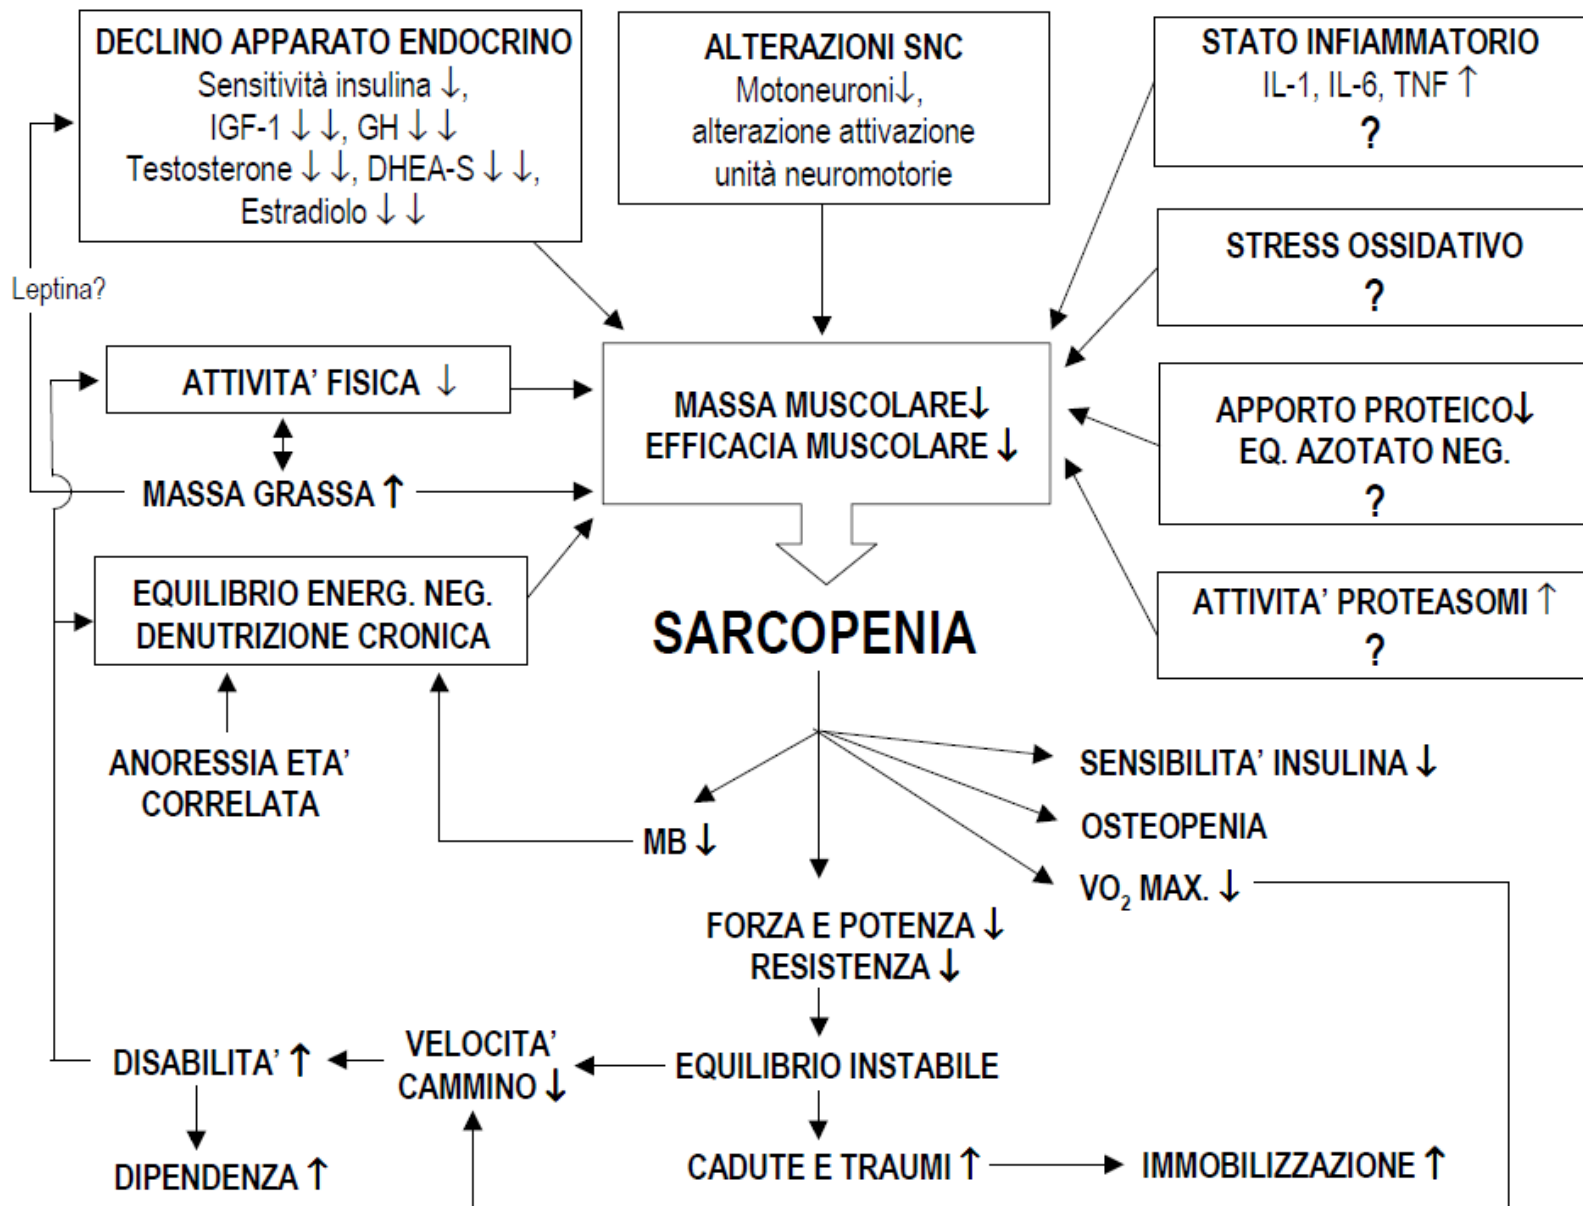 DECLINO APPARATO ENDOCRINO
Sensitività insulina ↓,
IGF-1 ↓ ↓, GH ↓ ↓
Testosterone ↓ ↓, DHEA-S ↓ ↓,
Estradiolo ↓ ↓
ALTERAZIONI SNC
Motoneuroni↓,
alterazione attivazione
unità neuromotorie
STATO INFIAMMATORIO
IL-1, IL-6, TNF ↑
?
STRESS OSSIDATIVO
?
Leptina?
ATTIVITA' FISICA ↓
MASSA MUSCOLARE↓
EFFICACIA MUSCOLARE ↓
APPORTO PROTEICO↓
EQ. AZOTATO NEG.
?
MASSA GRASSA ↑
EQUILIBRIO ENERG. NEG.
DENUTRIZIONE CRONICA
ATTIVITA' PROTEASOMI ↑
?
SARCOPENIA
ANORESSIA ETA'
CORRELATA
SENSIBILITA' INSULINA ↓
OSTEOPENIA
MB ↓
VO2 MAX. ↓
FORZA E POTENZA ↓
RESISTENZA ↓
DISABILITA' ↑
VELOCITA'
CAMMINO ↓
EQUILIBRIO INSTABILE
DIPENDENZA ↑
CADUTE E TRAUMI ↑
IMMOBILIZZAZIONE ↑